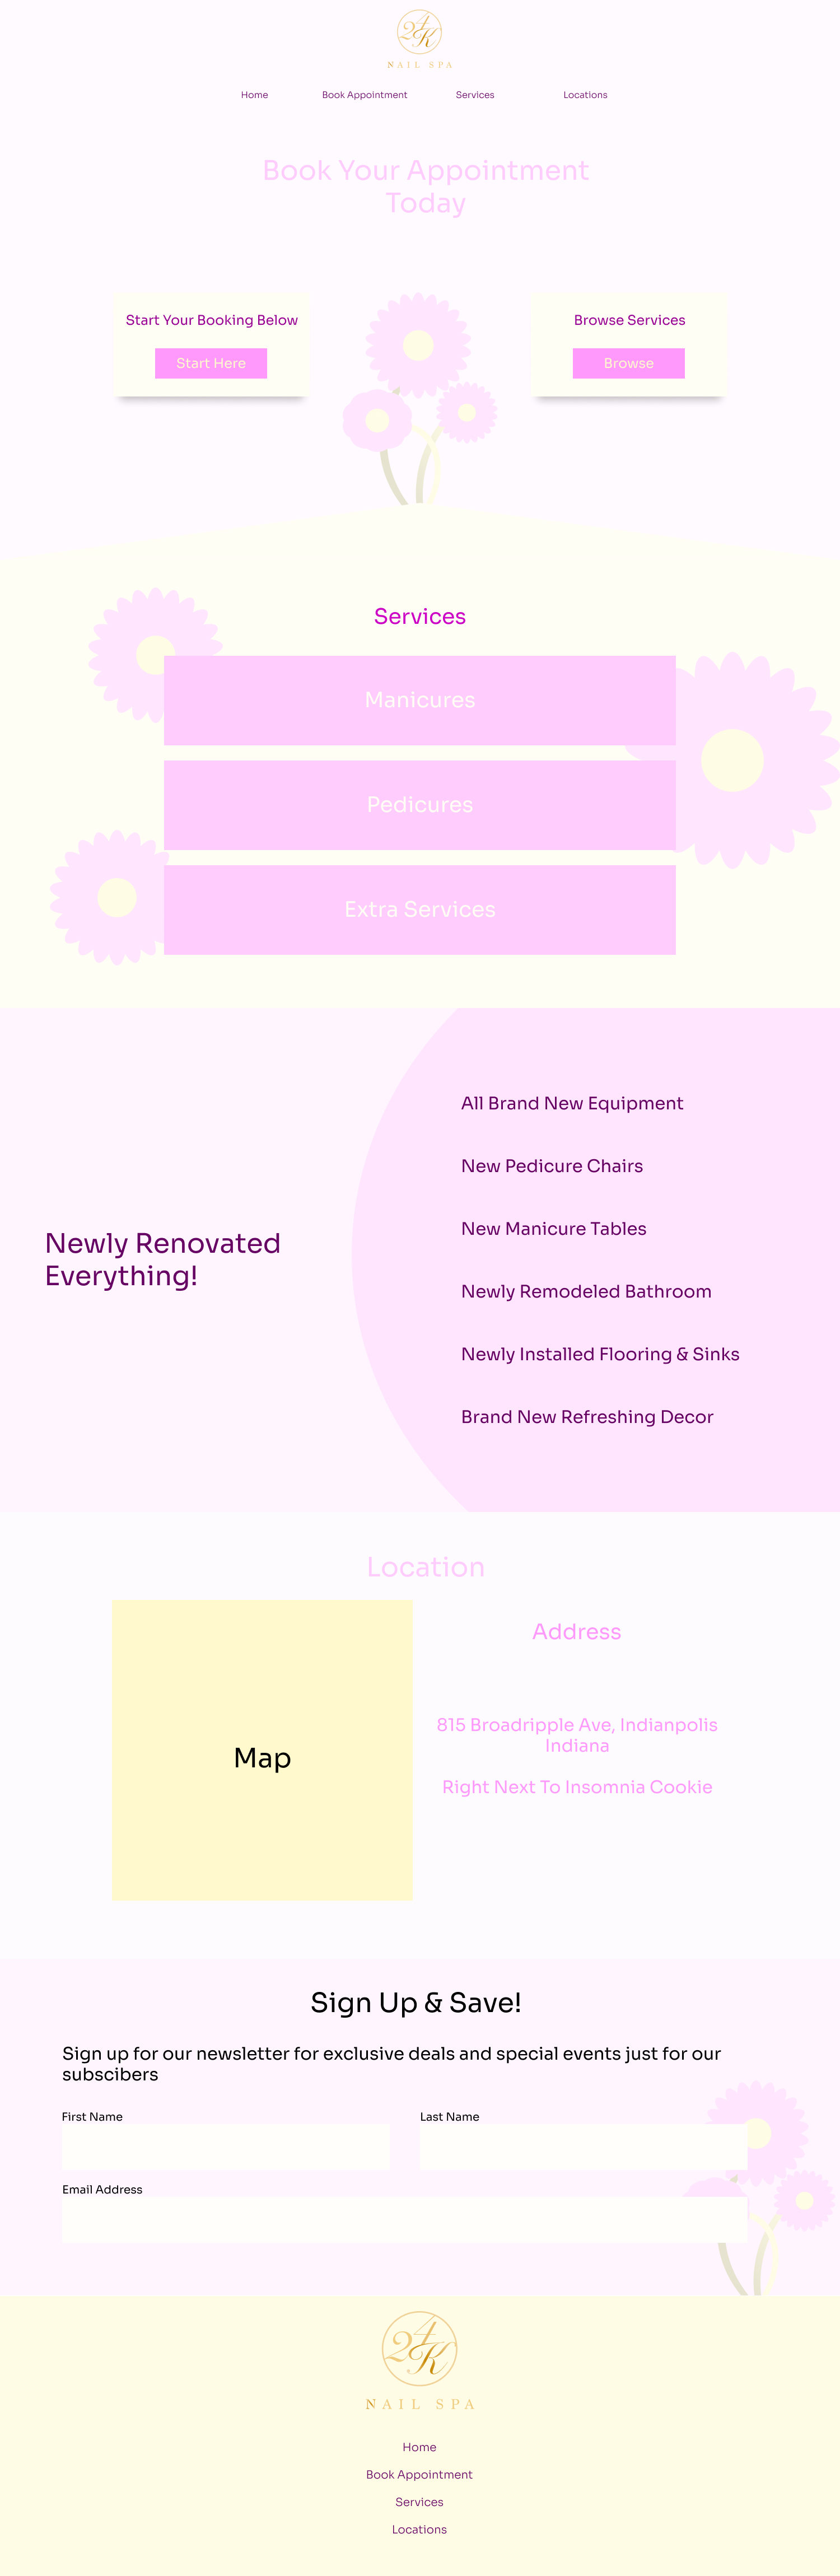 24K
NAIL SPA
Home Book Appointment Services Locations
Book Your Appointment
Today
Start Your Booking Below
Start Here
Browse Services
Browse
Services
Manicures
Pedicures
Extra Services
Newly Renovated
Everything!
All Brand New Equipment
New Pedicure Chairs
New Manicure Tables
Newly Remodeled Bathroom
Newly Installed Flooring & Sinks
Brand New Refreshing Decor
Location
Map
Address
815 Broadripple Ave, Indianpolis
Indiana
Right Next To Insomnia Cookie
Sign Up & Save!
Sign up for our newsletter for exclusive deals and special events just for our
subscibers
First Name
Last Name
Email Address
24K
NAIL SPA
Home
Book Appointment
Services
Locations